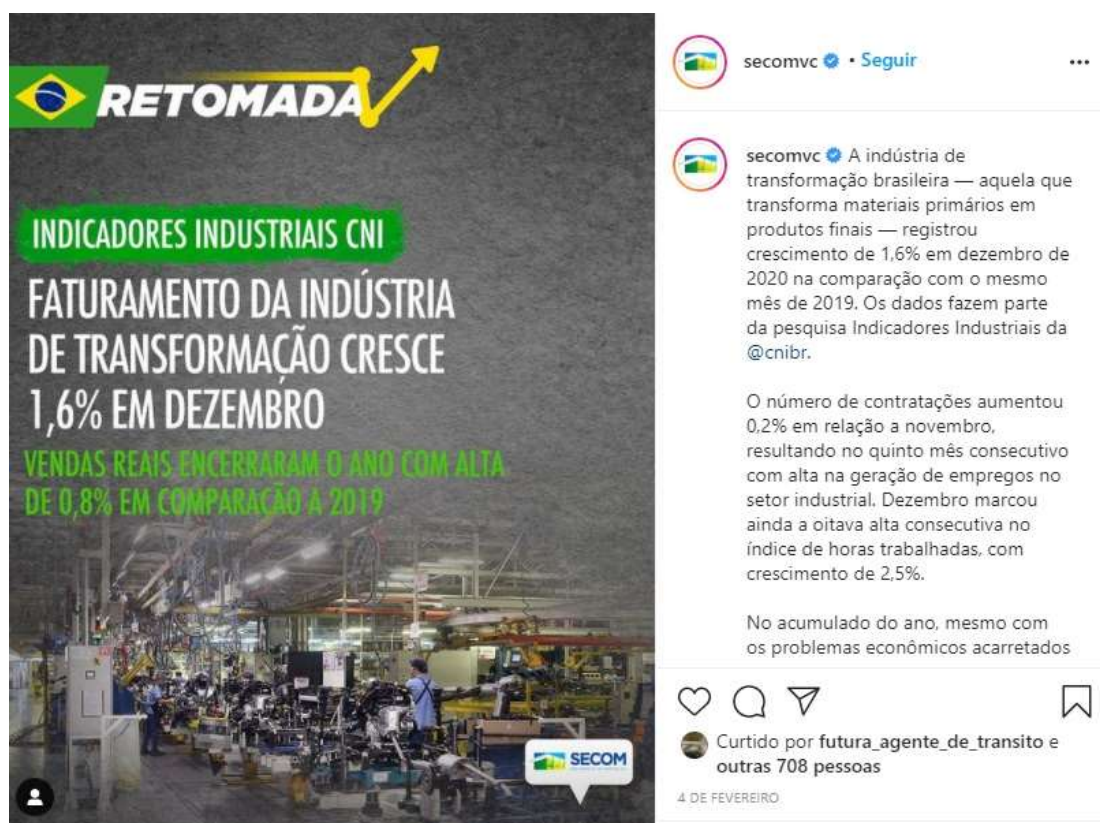 RETOMADA
INDICADORES INDUSTRIAIS CNI
FATURAMENTO DA INDÚSTRIA
DE TRANSFORMAÇÃO CRESCE
1,6% EM DEZEMBRO
VENDAS REAIS ENCERRARAM O ANO COM ALTA
DE 0,8% EM COMPARAÇÃO A 2019
SECOM
secomvc • Seguir
secomvc A indústria de
transformação brasileira — aquela que
transforma materiais primários em
produtos finais — registrou
crescimento de 1,6% em dezembro de
2020 na comparação com o mesmo
mês de 2019. Os dados fazem parte
da pesquisa Indicadores Industriais da
@cnibr.
O número de contratações aumentou
0,2% em relação a novembro,
resultando no quinto mês consecutivo
com alta na geração de empregos no
setor industrial. Dezembro marcou
ainda a oitava alta consecutiva no
índice de horas trabalhadas, com
crescimento de 2,5%.
No acumulado do ano, mesmo com
os problemas econômicos acarretados
Curtido por futura_agente_de_transito e
outras 708 pessoas
4 DE FEVEREIRO